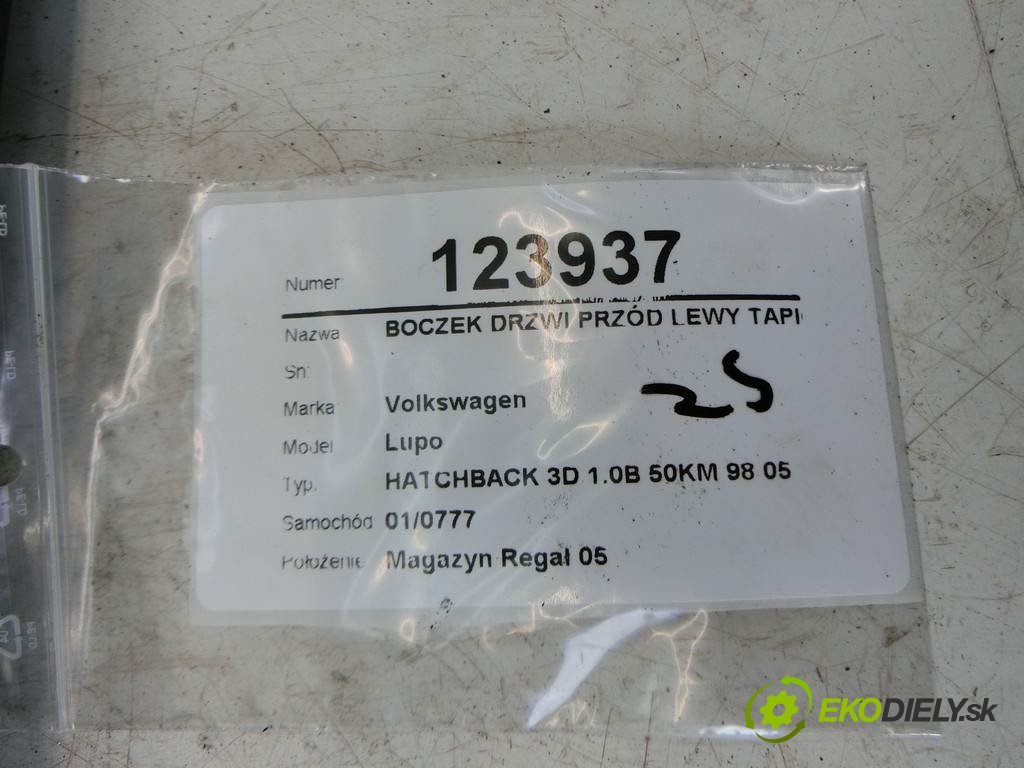 Numer 123937
Nazwa BOCZEK DRZWI PRZÓD LEWY TAPI
Sn:
Marka Volkswagen
Model Lupo
Typ. HATCHBACK 3D 1.0B 50KM 98 05
Samochód 01/0777
Położenie Magazyn Regał 05
EKODIELY.sk